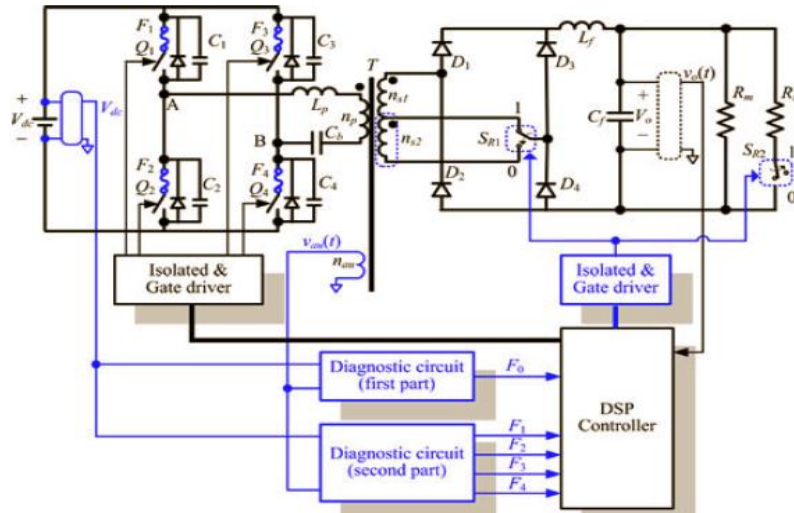 F1
Q1
C1
F3
Q3
C3
T
D1
D3
Lf
vo(t)
+
Vdc
−
Vdc
A
Lp
np
ns1
1
SR1
0
ns2
B
Cb
Cf
+
Vo
−
Rm
SR2
1
0
F2
Q2
C2
F4
Q4
C4
D2
D4
vau(t)
nau
Isolated &
Gate driver
Isolated &
Gate driver
Diagnostic circuit
(first part)
F0
DSP
Controller
Diagnostic circuit
(second part)
F1
F2
F3
F4